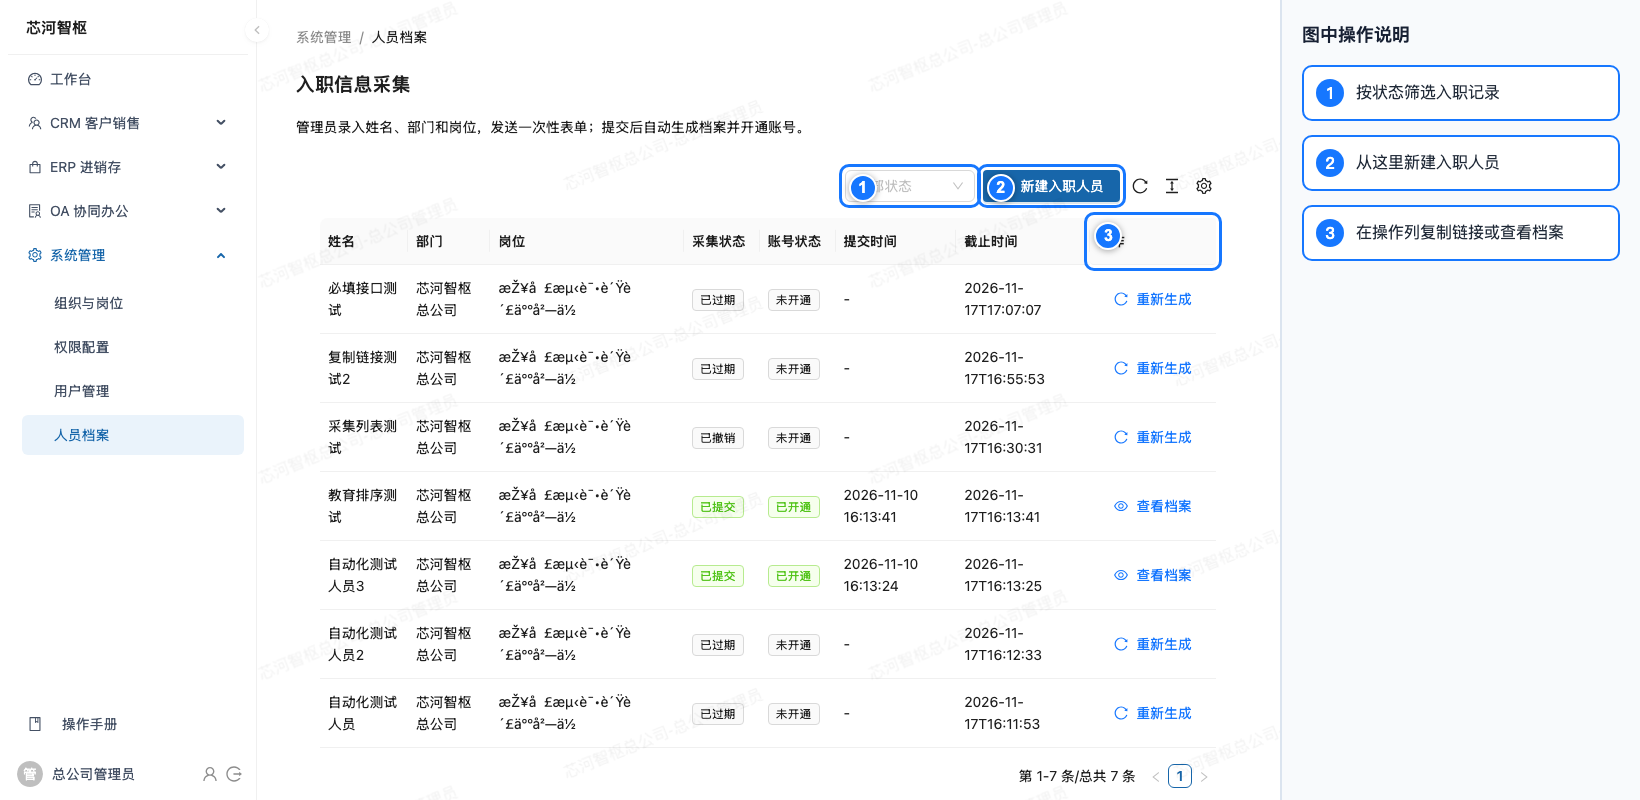 芯河智枢
工作台
CRM 客户销售
ERP 进销存
OA 协同办公
系统管理
组织与岗位
权限配置
用户管理
人员档案
操作手册
管 总公司管理员
系统管理 / 人员档案
入职信息采集
管理员录入姓名、部门和岗位，发送一次性表单；提交后自动生成档案并开通账号。
1 部状态
2 新建入职人员
姓名 部门 岗位 采集状态 账号状态 提交时间 截止时间 3 作
必填接口测试 芯河智枢总公司 已过期 未开通 - 2026-11-17T17:07:07 重新生成
复制链接测试2 芯河智枢总公司 已过期 未开通 - 2026-11-17T16:55:53 重新生成
采集列表测试 芯河智枢总公司 已撤销 未开通 - 2026-11-17T16:30:31 重新生成
教育排序测试 芯河智枢总公司 已提交 已开通 2026-11-10 16:13:41 2026-11-17T16:13:41 查看档案
自动化测试人员3 芯河智枢总公司 已提交 已开通 2026-11-10 16:13:24 2026-11-17T16:13:25 查看档案
自动化测试人员2 芯河智枢总公司 已过期 未开通 - 2026-11-17T16:12:33 重新生成
自动化测试人员 芯河智枢总公司 已过期 未开通 - 2026-11-17T16:11:53 重新生成
第 1-7 条/总共 7 条 < 1 >
图中操作说明
1 按状态筛选入职记录
2 从这里新建入职人员
3 在操作列复制链接或查看档案
芯河智枢总公司-总公司管理员